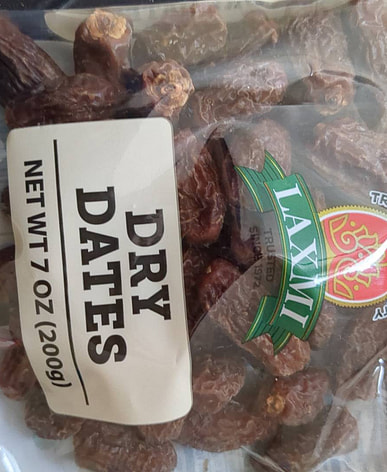 LAXMI
TRUSTED
SINCE 1972
DRY
DATES
NET WT 7 OZ (200g)